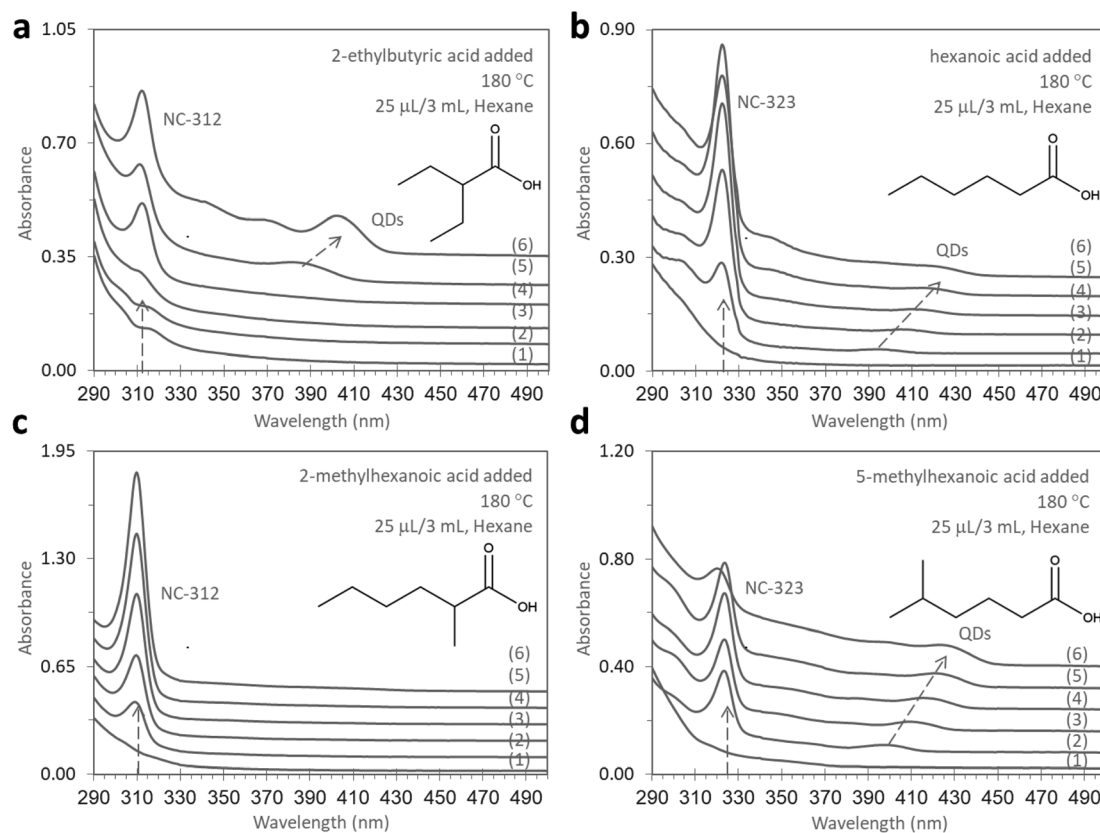 a
1.05
0.70
0.35
0.00
Absorbance
2-ethylbutyric acid added
180 °C
25 μL/3 mL, Hexane
NC-312
O
OH
QDs
(6)
(5)
(4)
(3)
(2)
(1)
290 310 330 350 370 390 410 430 450 470 490
Wavelength (nm)
b
0.90
0.60
0.30
0.00
Absorbance
hexanoic acid added
180 °C
25 μL/3 mL, Hexane
NC-323
O
OH
QDs
(6)
(5)
(4)
(3)
(2)
(1)
290 310 330 350 370 390 410 430 450 470 490
Wavelength (nm)
c
1.95
1.30
0.65
0.00
Absorbance
2-methylhexanoic acid added
180 °C
25 μL/3 mL, Hexane
NC-312
O
OH
(6)
(5)
(4)
(3)
(2)
(1)
290 310 330 350 370 390 410 430 450 470 490
Wavelength (nm)
d
1.20
0.80
0.40
0.00
Absorbance
5-methylhexanoic acid added
180 °C
25 μL/3 mL, Hexane
NC-323
O
OH
QDs
(6)
(5)
(4)
(3)
(2)
(1)
290 310 330 350 370 390 410 430 450 470 490
Wavelength (nm)